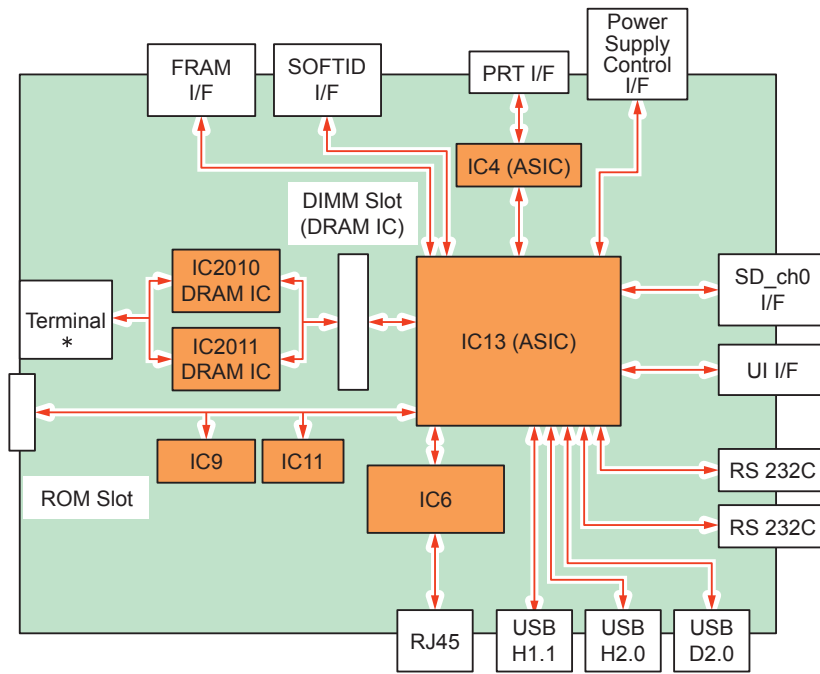 FRAM
I/F
SOFTID
I/F
PRT I/F
Power
Supply
Control
I/F
IC4 (ASIC)
DIMM Slot
(DRAM IC)
IC2010
DRAM IC
IC2011
DRAM IC
Terminal
*
IC13 (ASIC)
SD_ch0
I/F
UI I/F
IC9
IC11
ROM Slot
IC6
RS 232C
RS 232C
RJ45
USB
H1.1
USB
H2.0
USB
D2.0